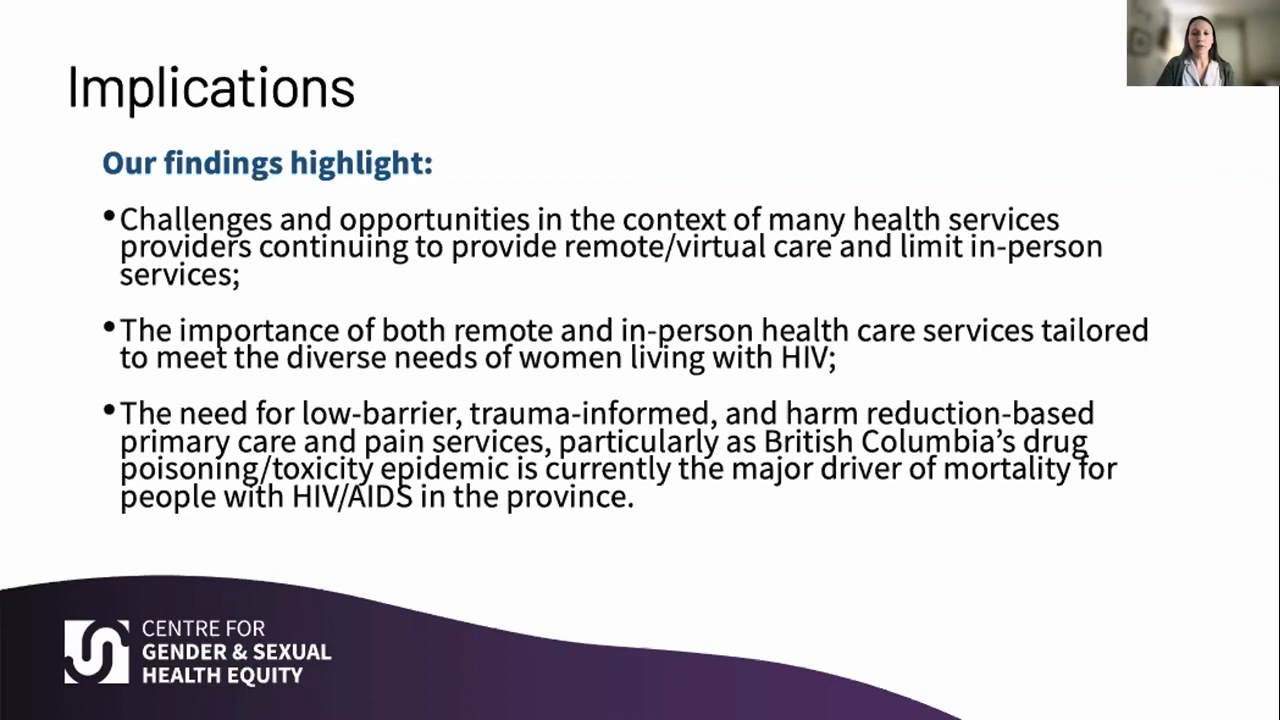 Implications
Our findings highlight:
•Challenges and opportunities in the context of many health services
providers continuing to provide remote/virtual care and limit in-person
services;
•The importance of both remote and in-person health care services tailored
to meet the diverse needs of women living with HIV;
•The need for low-barrier, trauma-informed, and harm reduction-based
primary care and pain services, particularly as British Columbia’s drug
poisoning/toxicity epidemic is currently the major driver of mortality for
people with HIV/AIDS in the province.
CENTRE FOR
GENDER & SEXUAL
HEALTH EQUITY